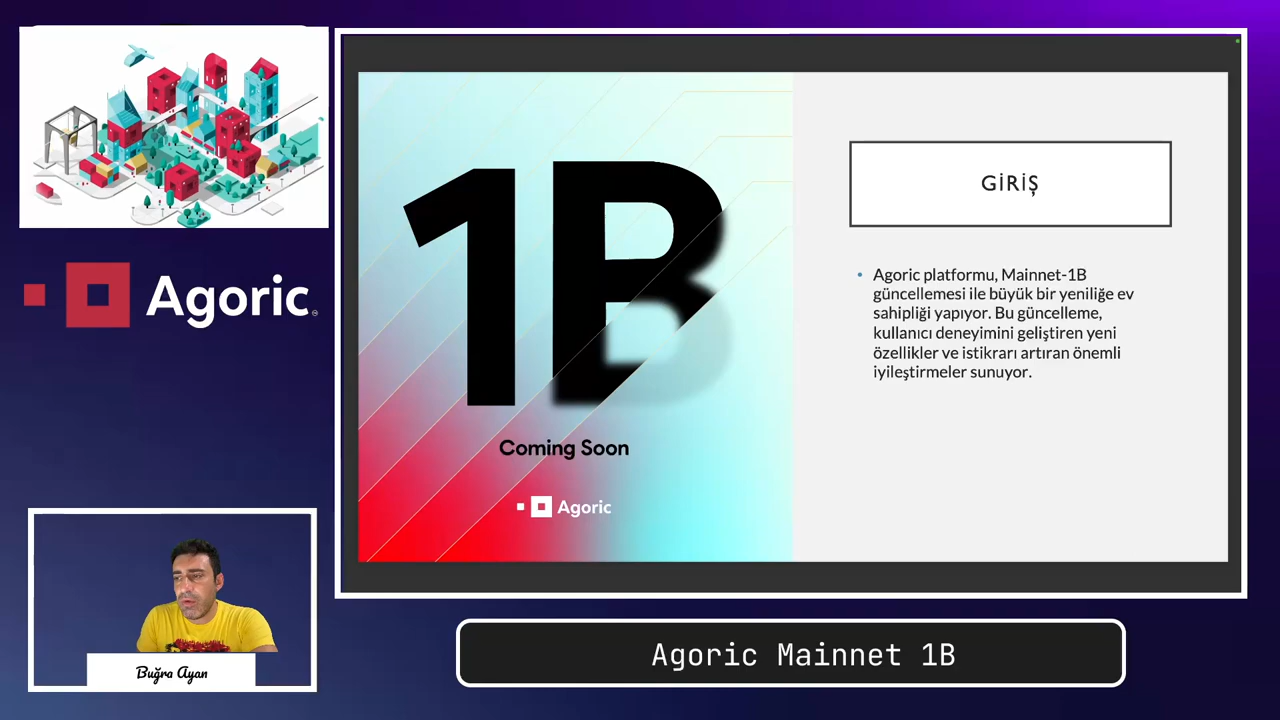 Agoric
1B
Coming Soon
Agoric
GİRİŞ
• Agoric platformu, Mainnet-1B
güncellemesi ile büyük bir yeniliğe ev
sahipliği yapıyor. Bu güncelleme,
kullanıcı deneyimini geliştiren yeni
özellikler ve istikrarı artıran önemli
iyileştirmeler sunuyor.
Buğra Ayan
Agoric Mainnet 1B